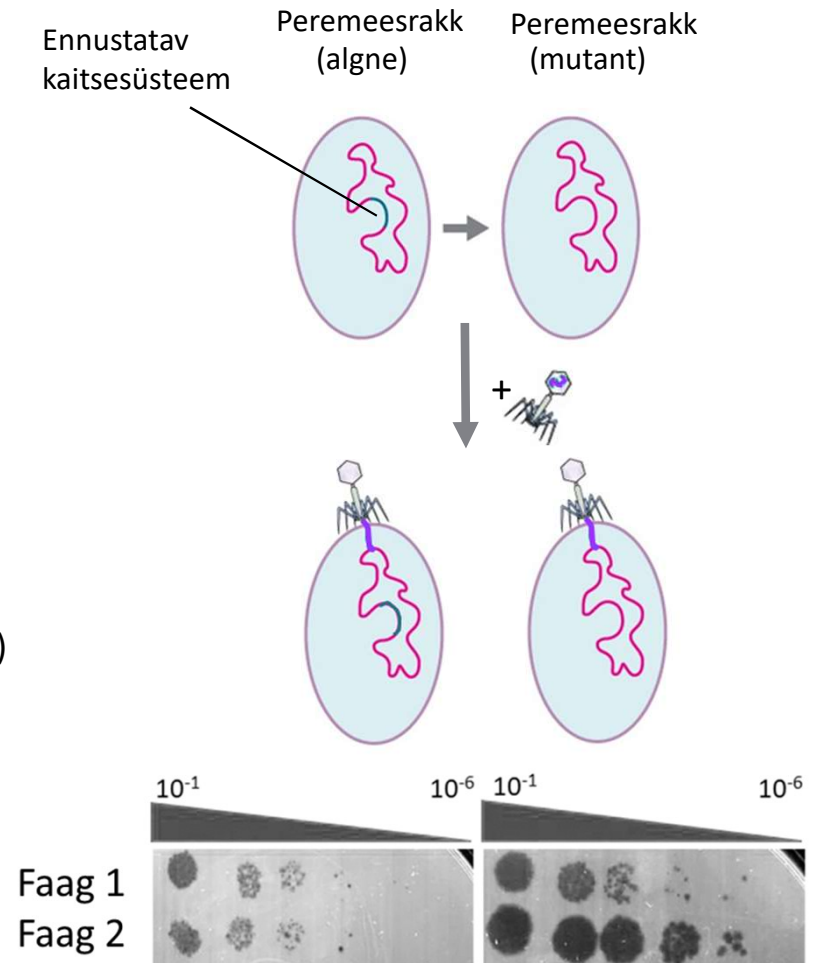 Ennustatav
kaitsesüsteem
Peremeesrakk
(algne)
Peremeesrakk
(mutant)
+
)
10-1
10-6
10-1
10-6
Faag 1
Faag 2